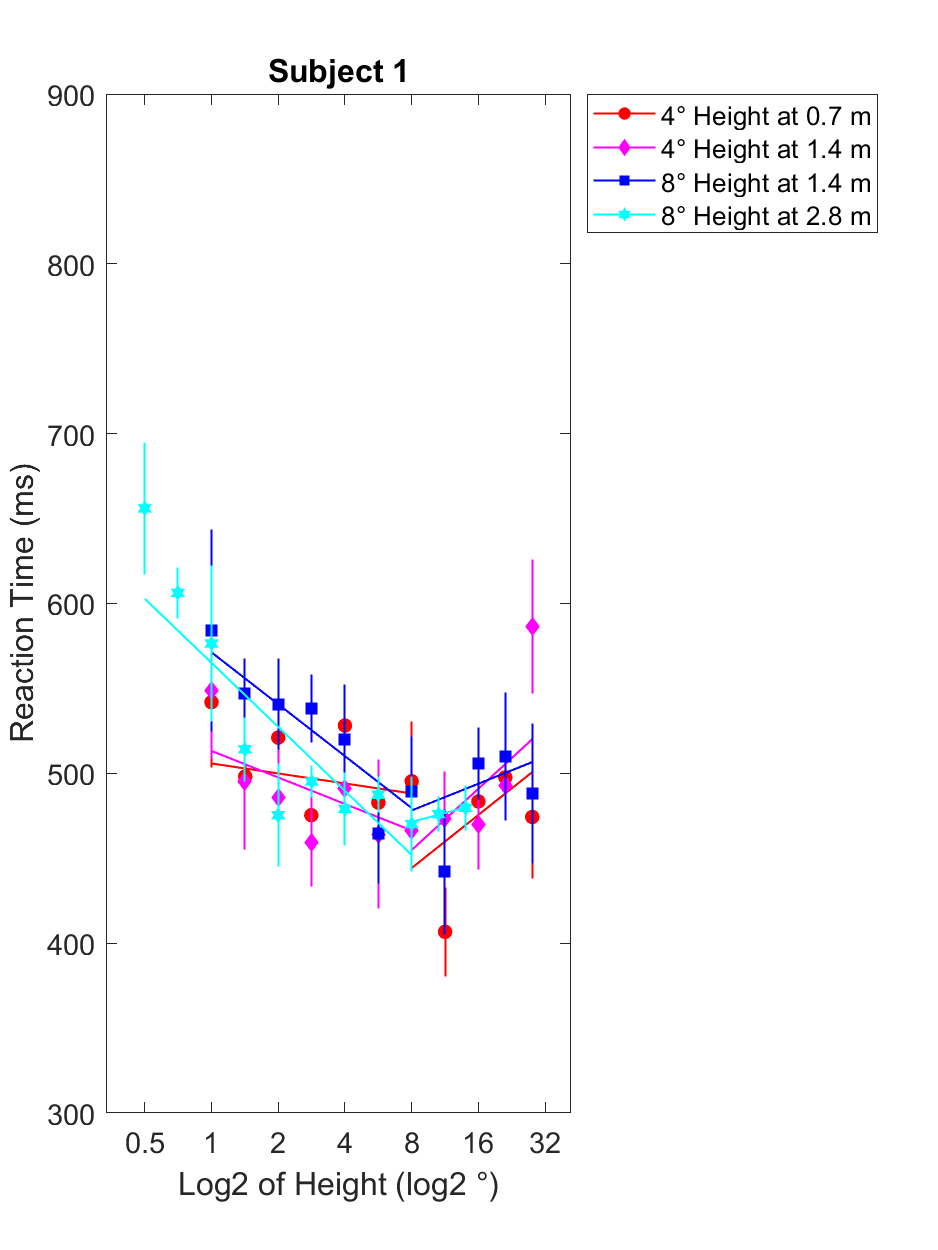 Subject 1
900
800
700
600
500
400
300
Reaction Time (ms)
0.5 1 2 4 8 16 32
Log2 of Height (log2 °)
4° Height at 0.7 m
4° Height at 1.4 m
8° Height at 1.4 m
8° Height at 2.8 m